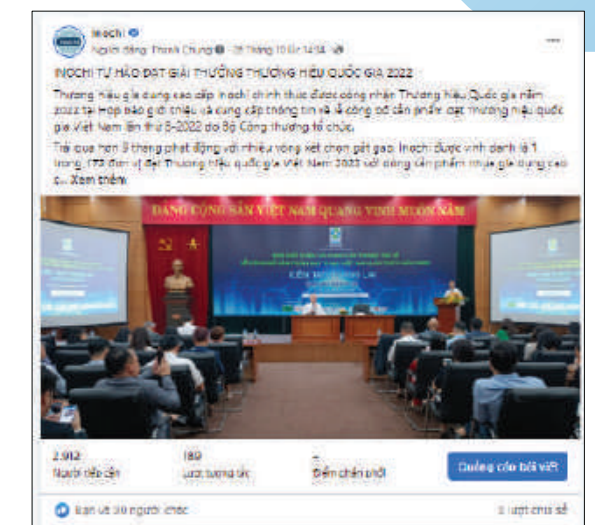 Inochi
Người đăng: Thanh Chung · 25 Tháng 10 lúc 14:34 ·
INOCHI TỰ HÀO ĐẠT GIẢI THƯỞNG THƯƠNG HIỆU QUỐC GIA 2022
Thương hiệu gia dụng cao cấp Inochi chính thức được công nhận Thương hiệu Quốc gia năm
2022 tại Họp báo giới thiệu và cung cấp thông tin về lễ công bố sản phẩm đạt Thương hiệu quốc
gia Việt Nam lần thứ 8-2022 do Bộ Công thương tổ chức.
Trải qua hơn 9 tháng phát động với nhiều vòng xét chọn gắt gao, Inochi được vinh danh là 1
trong 172 đơn vị đạt Thương hiệu quốc gia Việt Nam 2022 với dòng sản phẩm nhựa gia dụng cao
c... Xem thêm
ĐẢNG CỘNG SẢN VIỆT NAM QUANG VINH MUÔN NĂM
2.912
Người tiếp cận
189
Lượt tương tác
–
Điểm phân phối
Quảng cáo bài viết
Bạn và 30 người khác
lượt chia sẻ